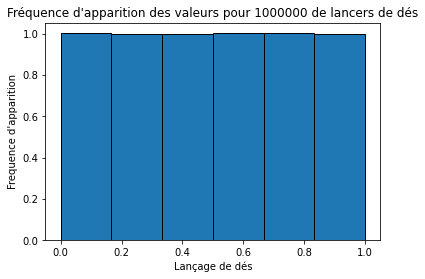 Fréquence d'apparition des valeurs pour 1000000 de lancers de dés
1.0
0.8
0.6
0.4
0.2
0.0
Frequence d'apparition
0.0 0.2 0.4 0.6 0.8 1.0
Lançage de dés